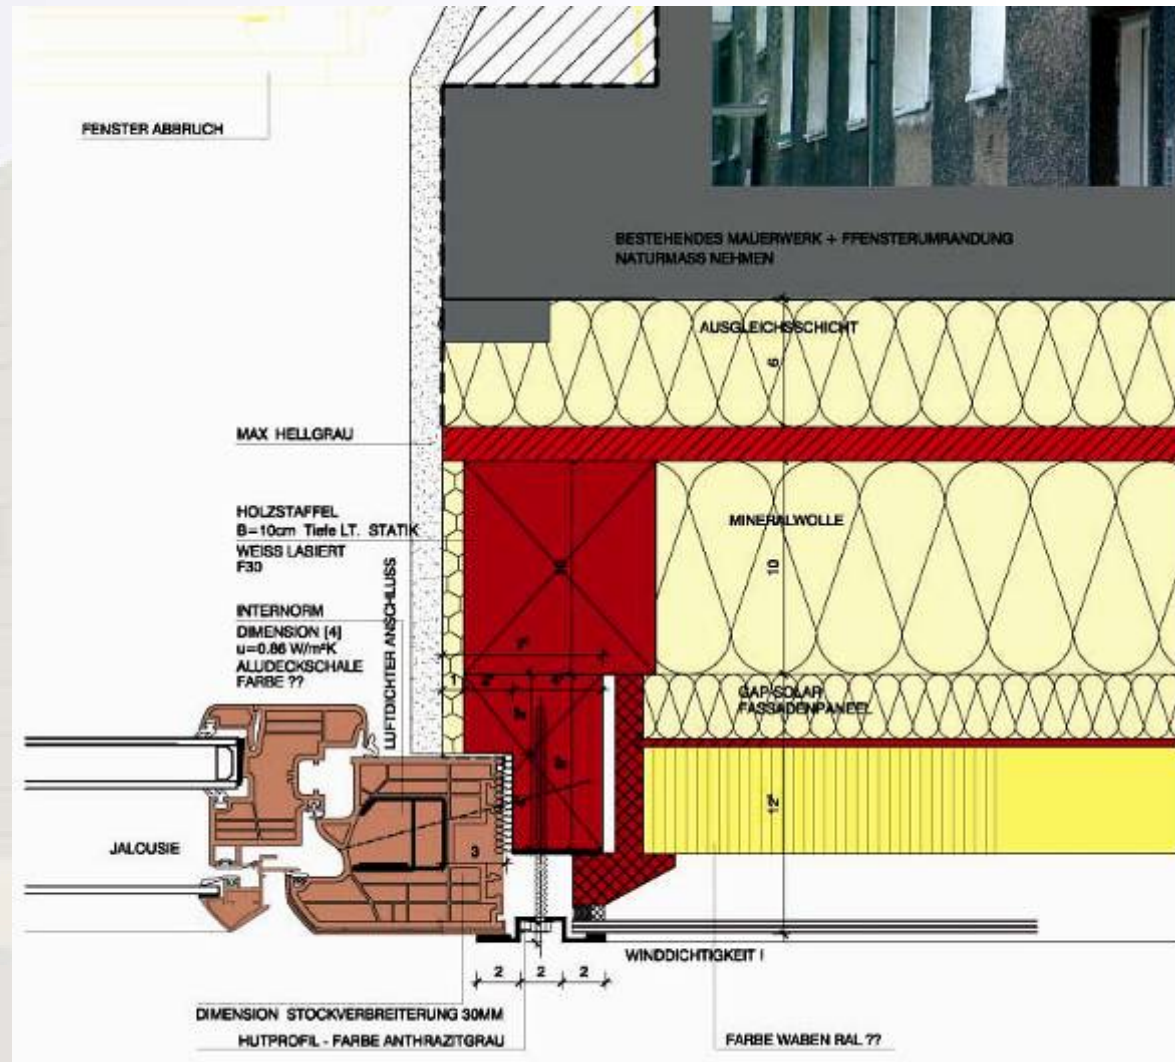 FENSTER ABBRUCH
BESTEHENDES MAUERWERK + FFENSTERUMRANDUNG
NATURMASS NEHMEN
AUSGLEICHSSCHICHT
6
MAX HELLGRAU
HOLZSTAFFEL
B=10cm Tiefe LT. STATIK
WEISS LASIERT
F30
MINERALWOLLE
10
INTERNORM
DIMENSION [4]
u=0.86 W/m²K
ALUDECKSCHALE
FARBE ??
LUFTDICHTER ANSCHLUSS
1
GAP-SOLAR
FASSADENPANEEL
12
JALOUSIE
3
WINDDICHTIGKEIT !
2 2 2
DIMENSION STOCKVERBREITERUNG 30MM
HUTPROFIL - FARBE ANTHRAZITGRAU
FARBE WABEN RAL ??